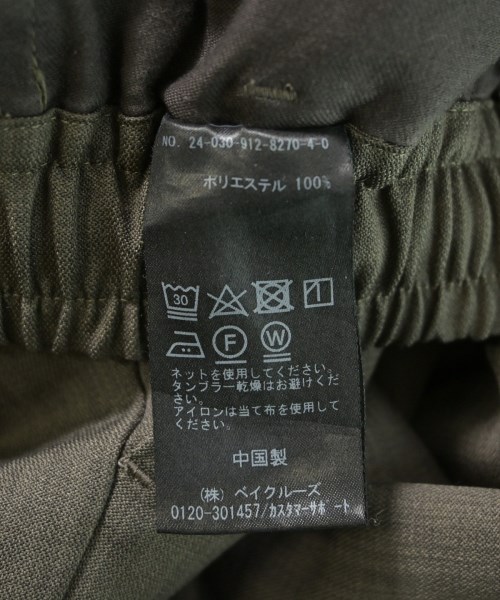 NO. 24-030-912-8270-4-0
ポリエステル 100%
30
F W
ネットを使用してください。
タンブラー乾燥はお避けくだ
さい。
アイロンは当て布を使用して
ください。
中国製
(株) ベイクルーズ
0120-301457/カスタマーサポート